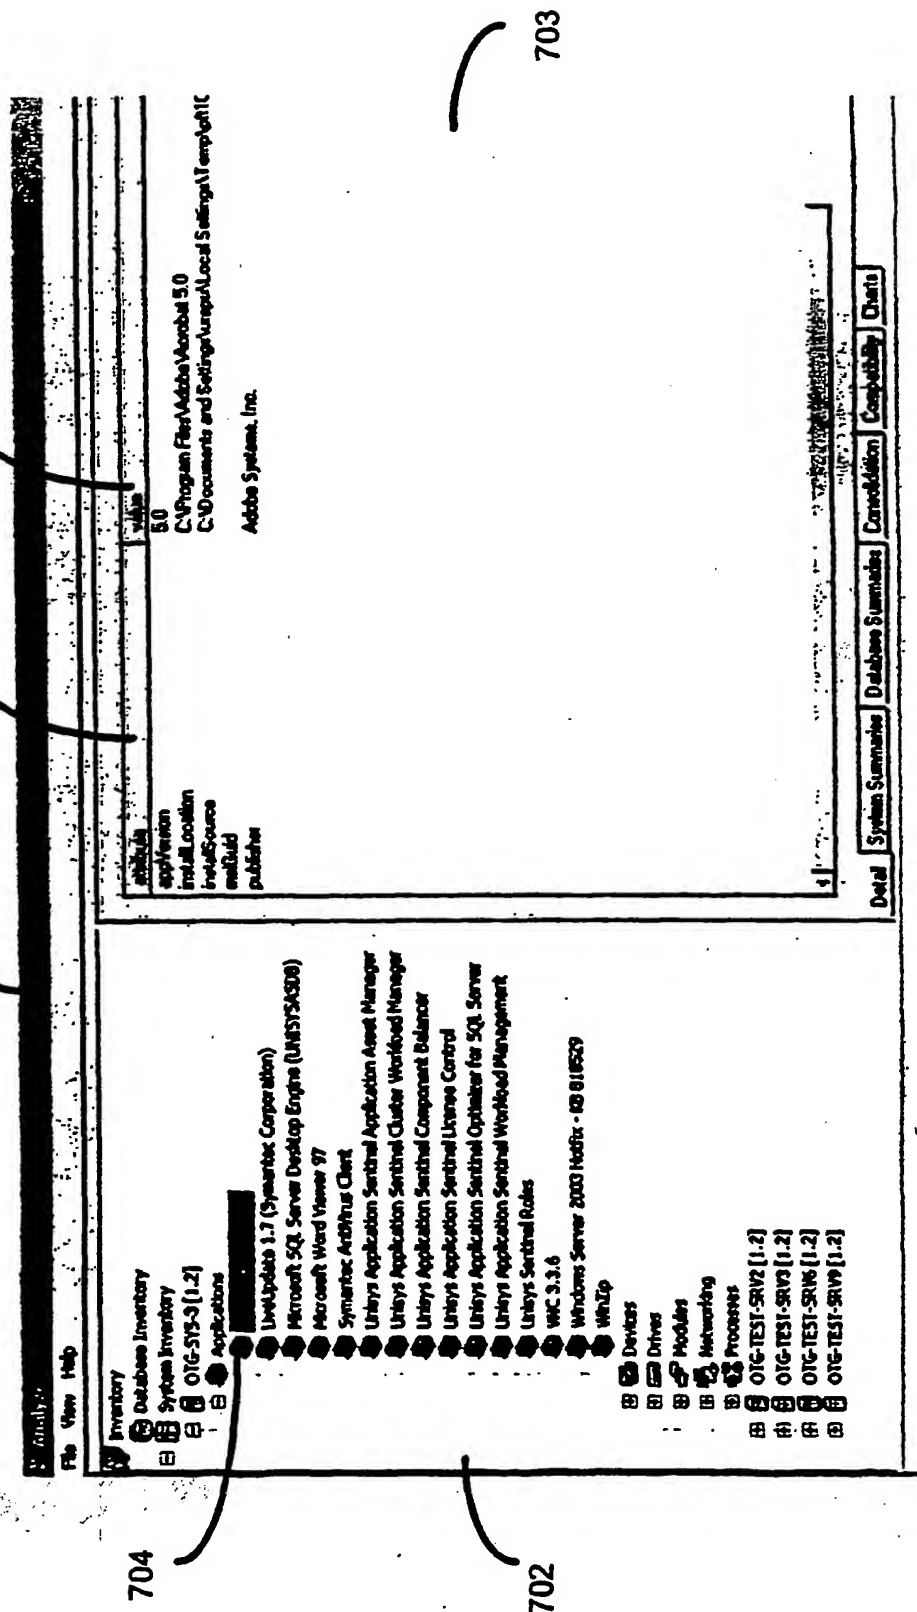 703
Analyze
File View Help
Inventory
Database Inventory
System Inventory
OTG-SYS-3 [1.2]
Applications
LiveUpdate 1.7 (Symantec Corporation)
Microsoft SQL Server Desktop Engine (UNISYSASDB)
Microsoft Word Viewer 97
Symantec AntiVirus Client
Unisys Application Sentinel Application Asset Manager
Unisys Application Sentinel Cluster Workload Manager
Unisys Application Sentinel Component Balancer
Unisys Application Sentinel License Control
Unisys Application Sentinel Optimizer for SQL Server
Unisys Application Sentinel Workload Management
Unisys Sentinel Roles
VNC 3.3.6
Windows Server 2003 Hotfix - KB 818529
WinZip
Devices
Drives
Modules
Networking
Processes
OTG-TEST-SRV2 [1.2]
OTG-TEST-SRV3 [1.2]
OTG-TEST-SRV6 [1.2]
OTG-TEST-SRV9 [1.2]
attribute value
appVersion 5.0
installLocation C:\Program Files\Adobe\Acrobat 5.0
installSource C:\Documents and Settings\
\Local Settings\Temp\pft1C
msiGuid
publisher Adobe Systems, Inc.
Detail System Summaries Database Summaries Consolidation Compatibility Charts
704
702